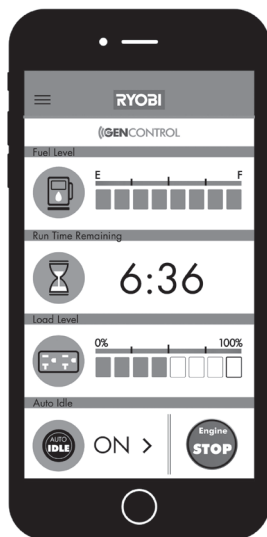 RYOBI
GENCONTROL
Fuel Level
E F
Run Time Remaining
6:36
Load Level
0% 100%
Auto Idle
AUTO
IDLE
ON >
Engine
STOP